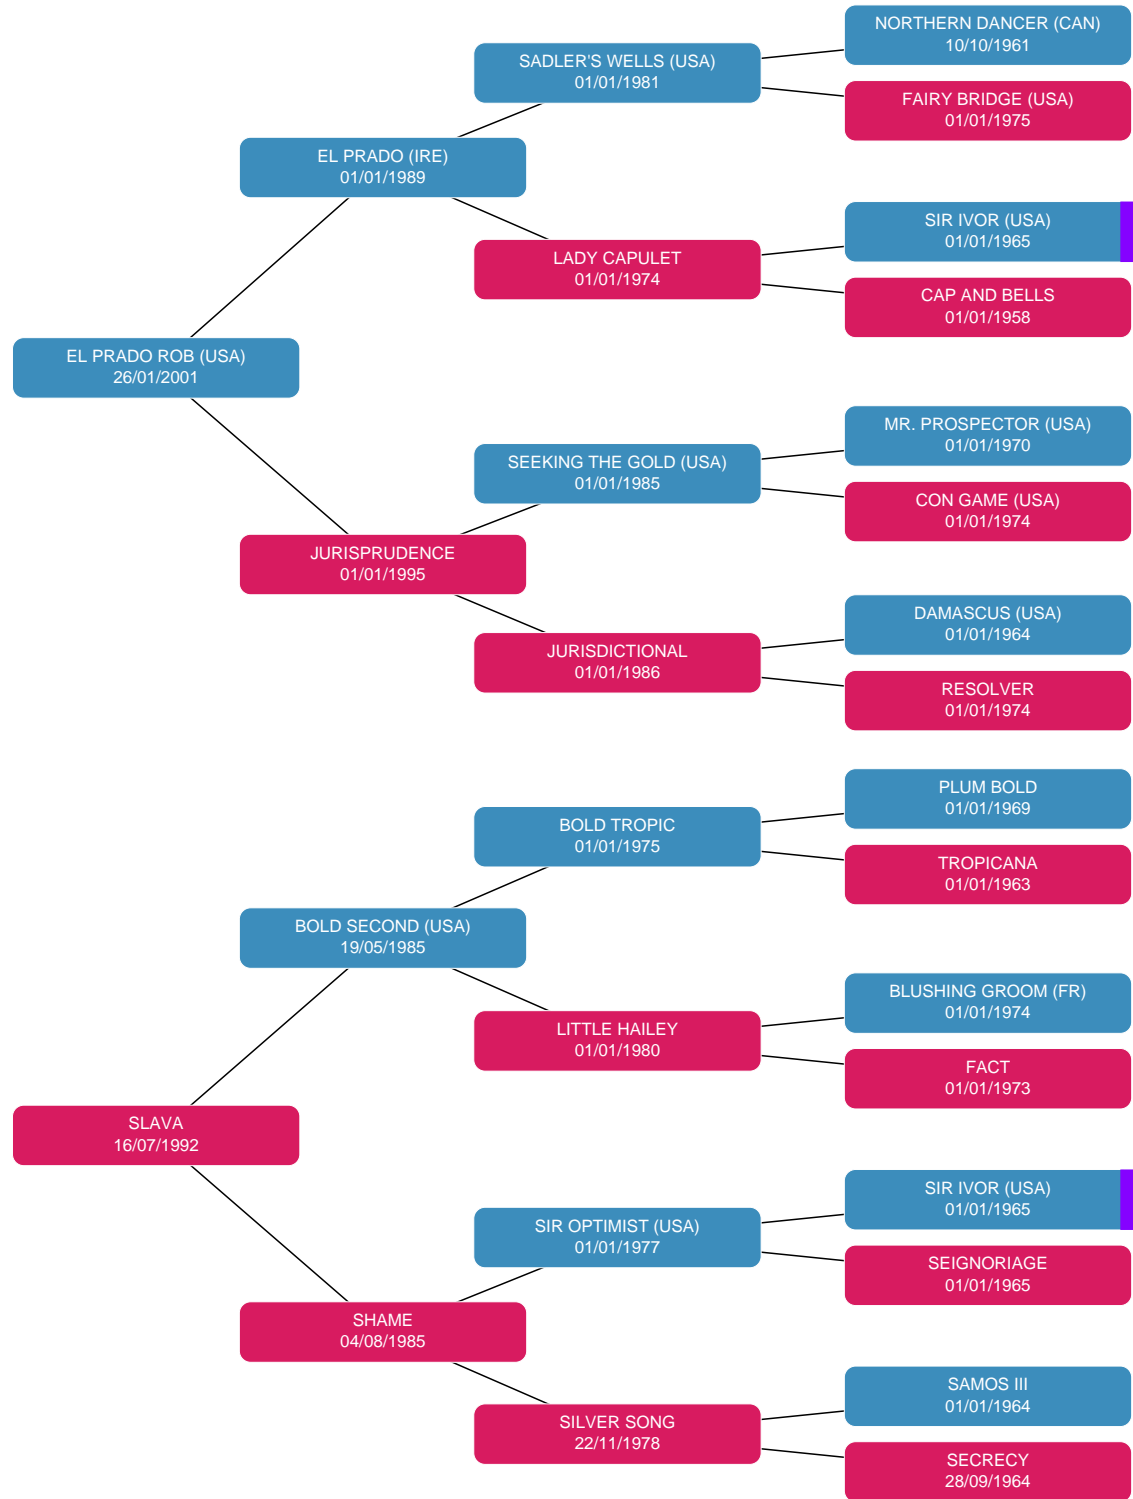 NORTHERN DANCER (CAN)
10/10/1961
SADLER'S WELLS (USA)
01/01/1981
FAIRY BRIDGE (USA)
01/01/1975
EL PRADO (IRE)
01/01/1989
SIR IVOR (USA)
01/01/1965
LADY CAPULET
01/01/1974
CAP AND BELLS
01/01/1958
EL PRADO ROB (USA)
26/01/2001
MR. PROSPECTOR (USA)
01/01/1970
SEEKING THE GOLD (USA)
01/01/1985
CON GAME (USA)
01/01/1974
JURISPRUDENCE
01/01/1995
DAMASCUS (USA)
01/01/1964
JURISDICTIONAL
01/01/1986
RESOLVER
01/01/1974
PLUM BOLD
01/01/1969
BOLD TROPIC
01/01/1975
TROPICANA
01/01/1963
BOLD SECOND (USA)
19/05/1985
BLUSHING GROOM (FR)
01/01/1974
LITTLE HAILEY
01/01/1980
FACT
01/01/1973
SLAVA
16/07/1992
SIR IVOR (USA)
01/01/1965
SIR OPTIMIST (USA)
01/01/1977
SEIGNORIAGE
01/01/1965
SHAME
04/08/1985
SAMOS III
01/01/1964
SILVER SONG
22/11/1978
SECRECY
28/09/1964